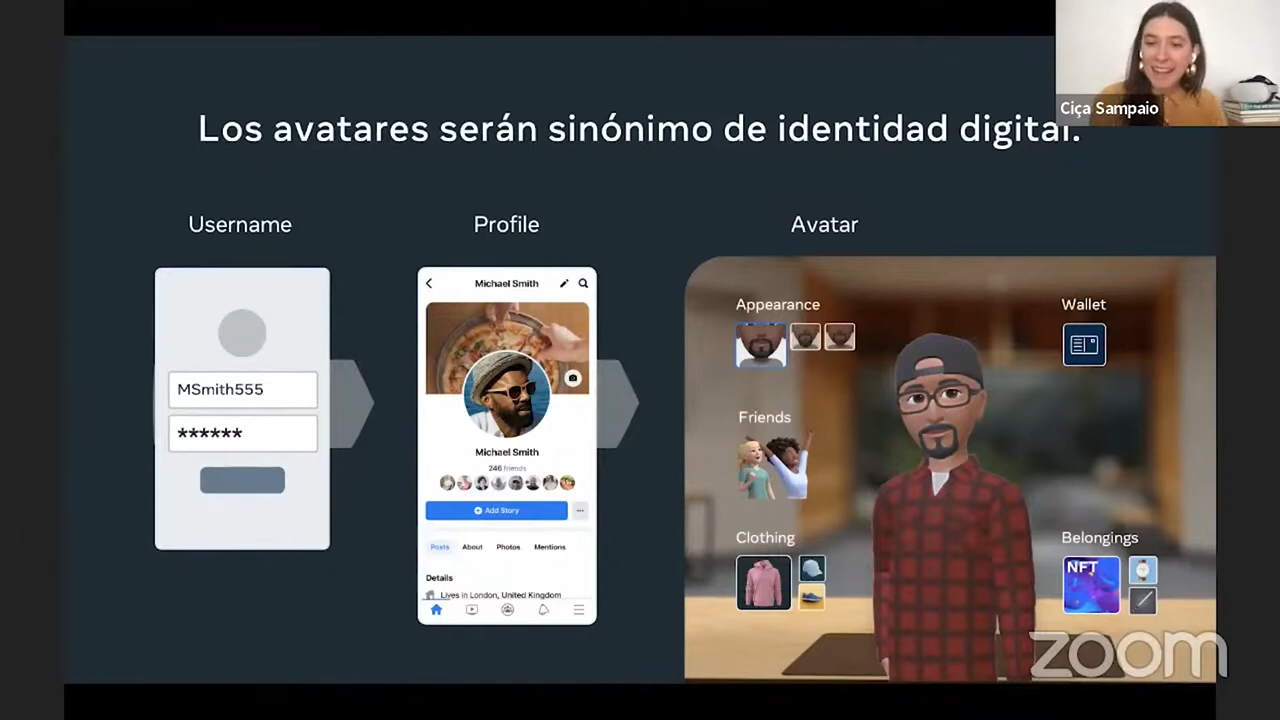 Ciça Sampaio
Los avatares serán sinónimo de identidad digital.
Username
MSmith555
******
Profile
Michael Smith
Michael Smith
246 friends
Add Story
Posts About Photos Mentions
Details
Lives in London, United Kingdom
Avatar
Appearance
Wallet
Friends
Clothing
Belongings
NFT
zoom